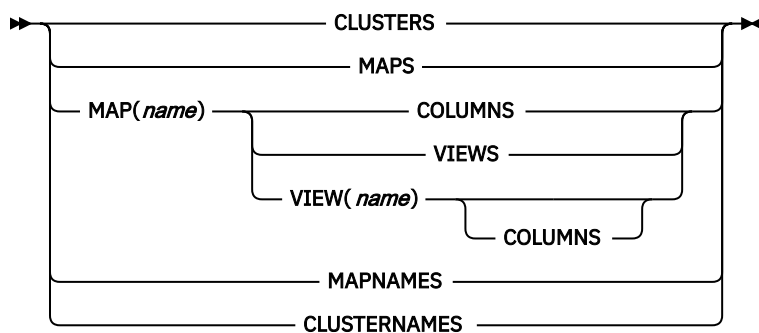 CLUSTERS
MAPS
MAP(name) COLUMNS
VIEWS
VIEW(name)
COLUMNS
MAPNAMES
CLUSTERNAMES